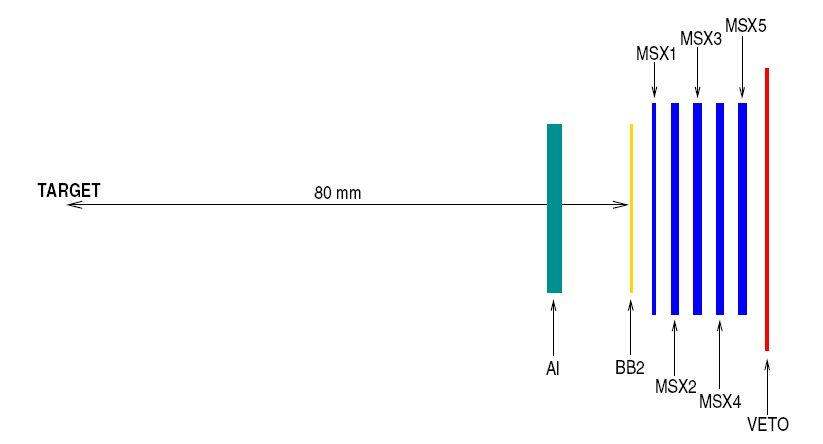 MSX5
MSX3
MSX1
TARGET
80 mm
Al
BB2
MSX2
MSX4
VETO